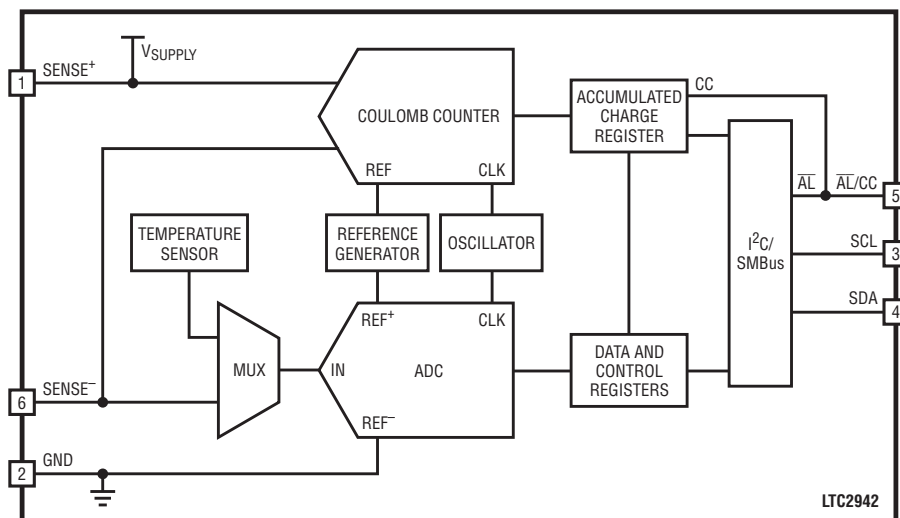 VSUPPLY
1 SENSE+
COULOMB COUNTER
REF
CLK
ACCUMULATED
CHARGE
REGISTER
CC
TEMPERATURE
SENSOR
REFERENCE
GENERATOR
OSCILLATOR
I2C/
SMBus
A̅L̅
A̅L̅/CC
5
SCL
3
SDA
4
MUX
REF+
CLK
IN
ADC
REF–
DATA AND
CONTROL
REGISTERS
6 SENSE–
2 GND
LTC2942